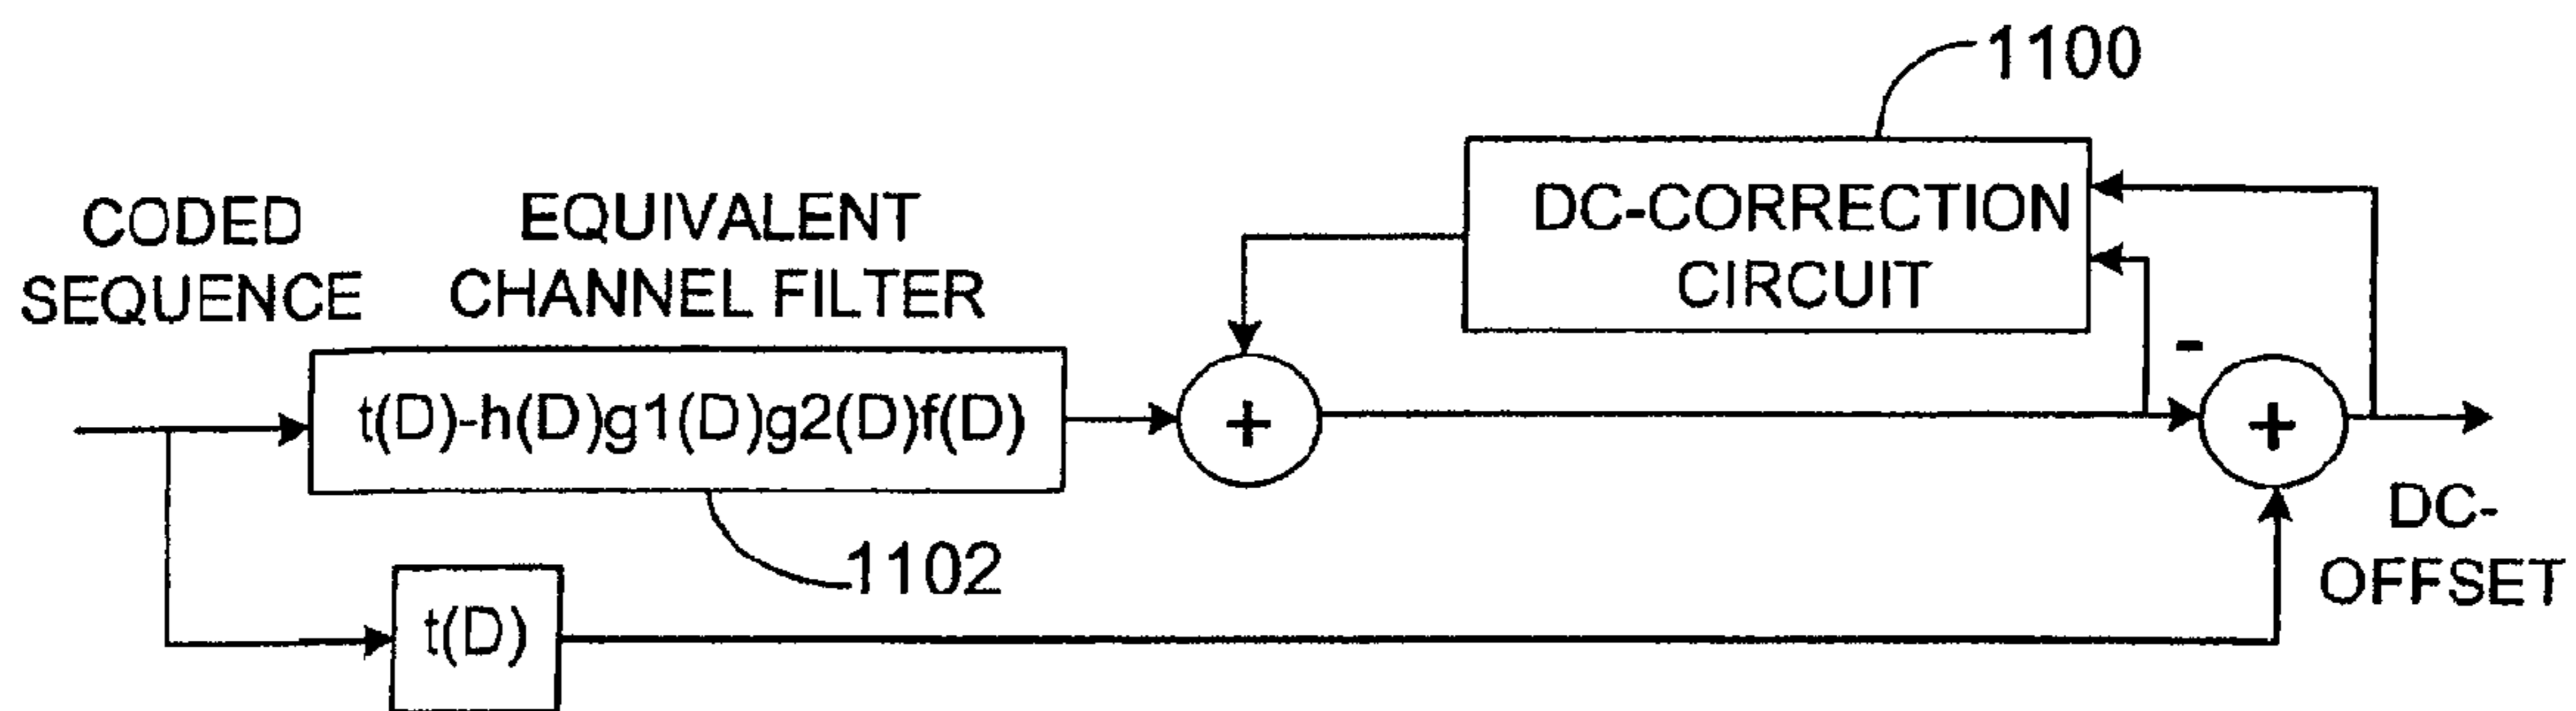 1100
CODED
SEQUENCE
EQUIVALENT
CHANNEL FILTER
DC-CORRECTION
CIRCUIT
t(D)-h(D)g1(D)g2(D)f(D)
+
-
+
1102
DC-
OFFSET
t(D)